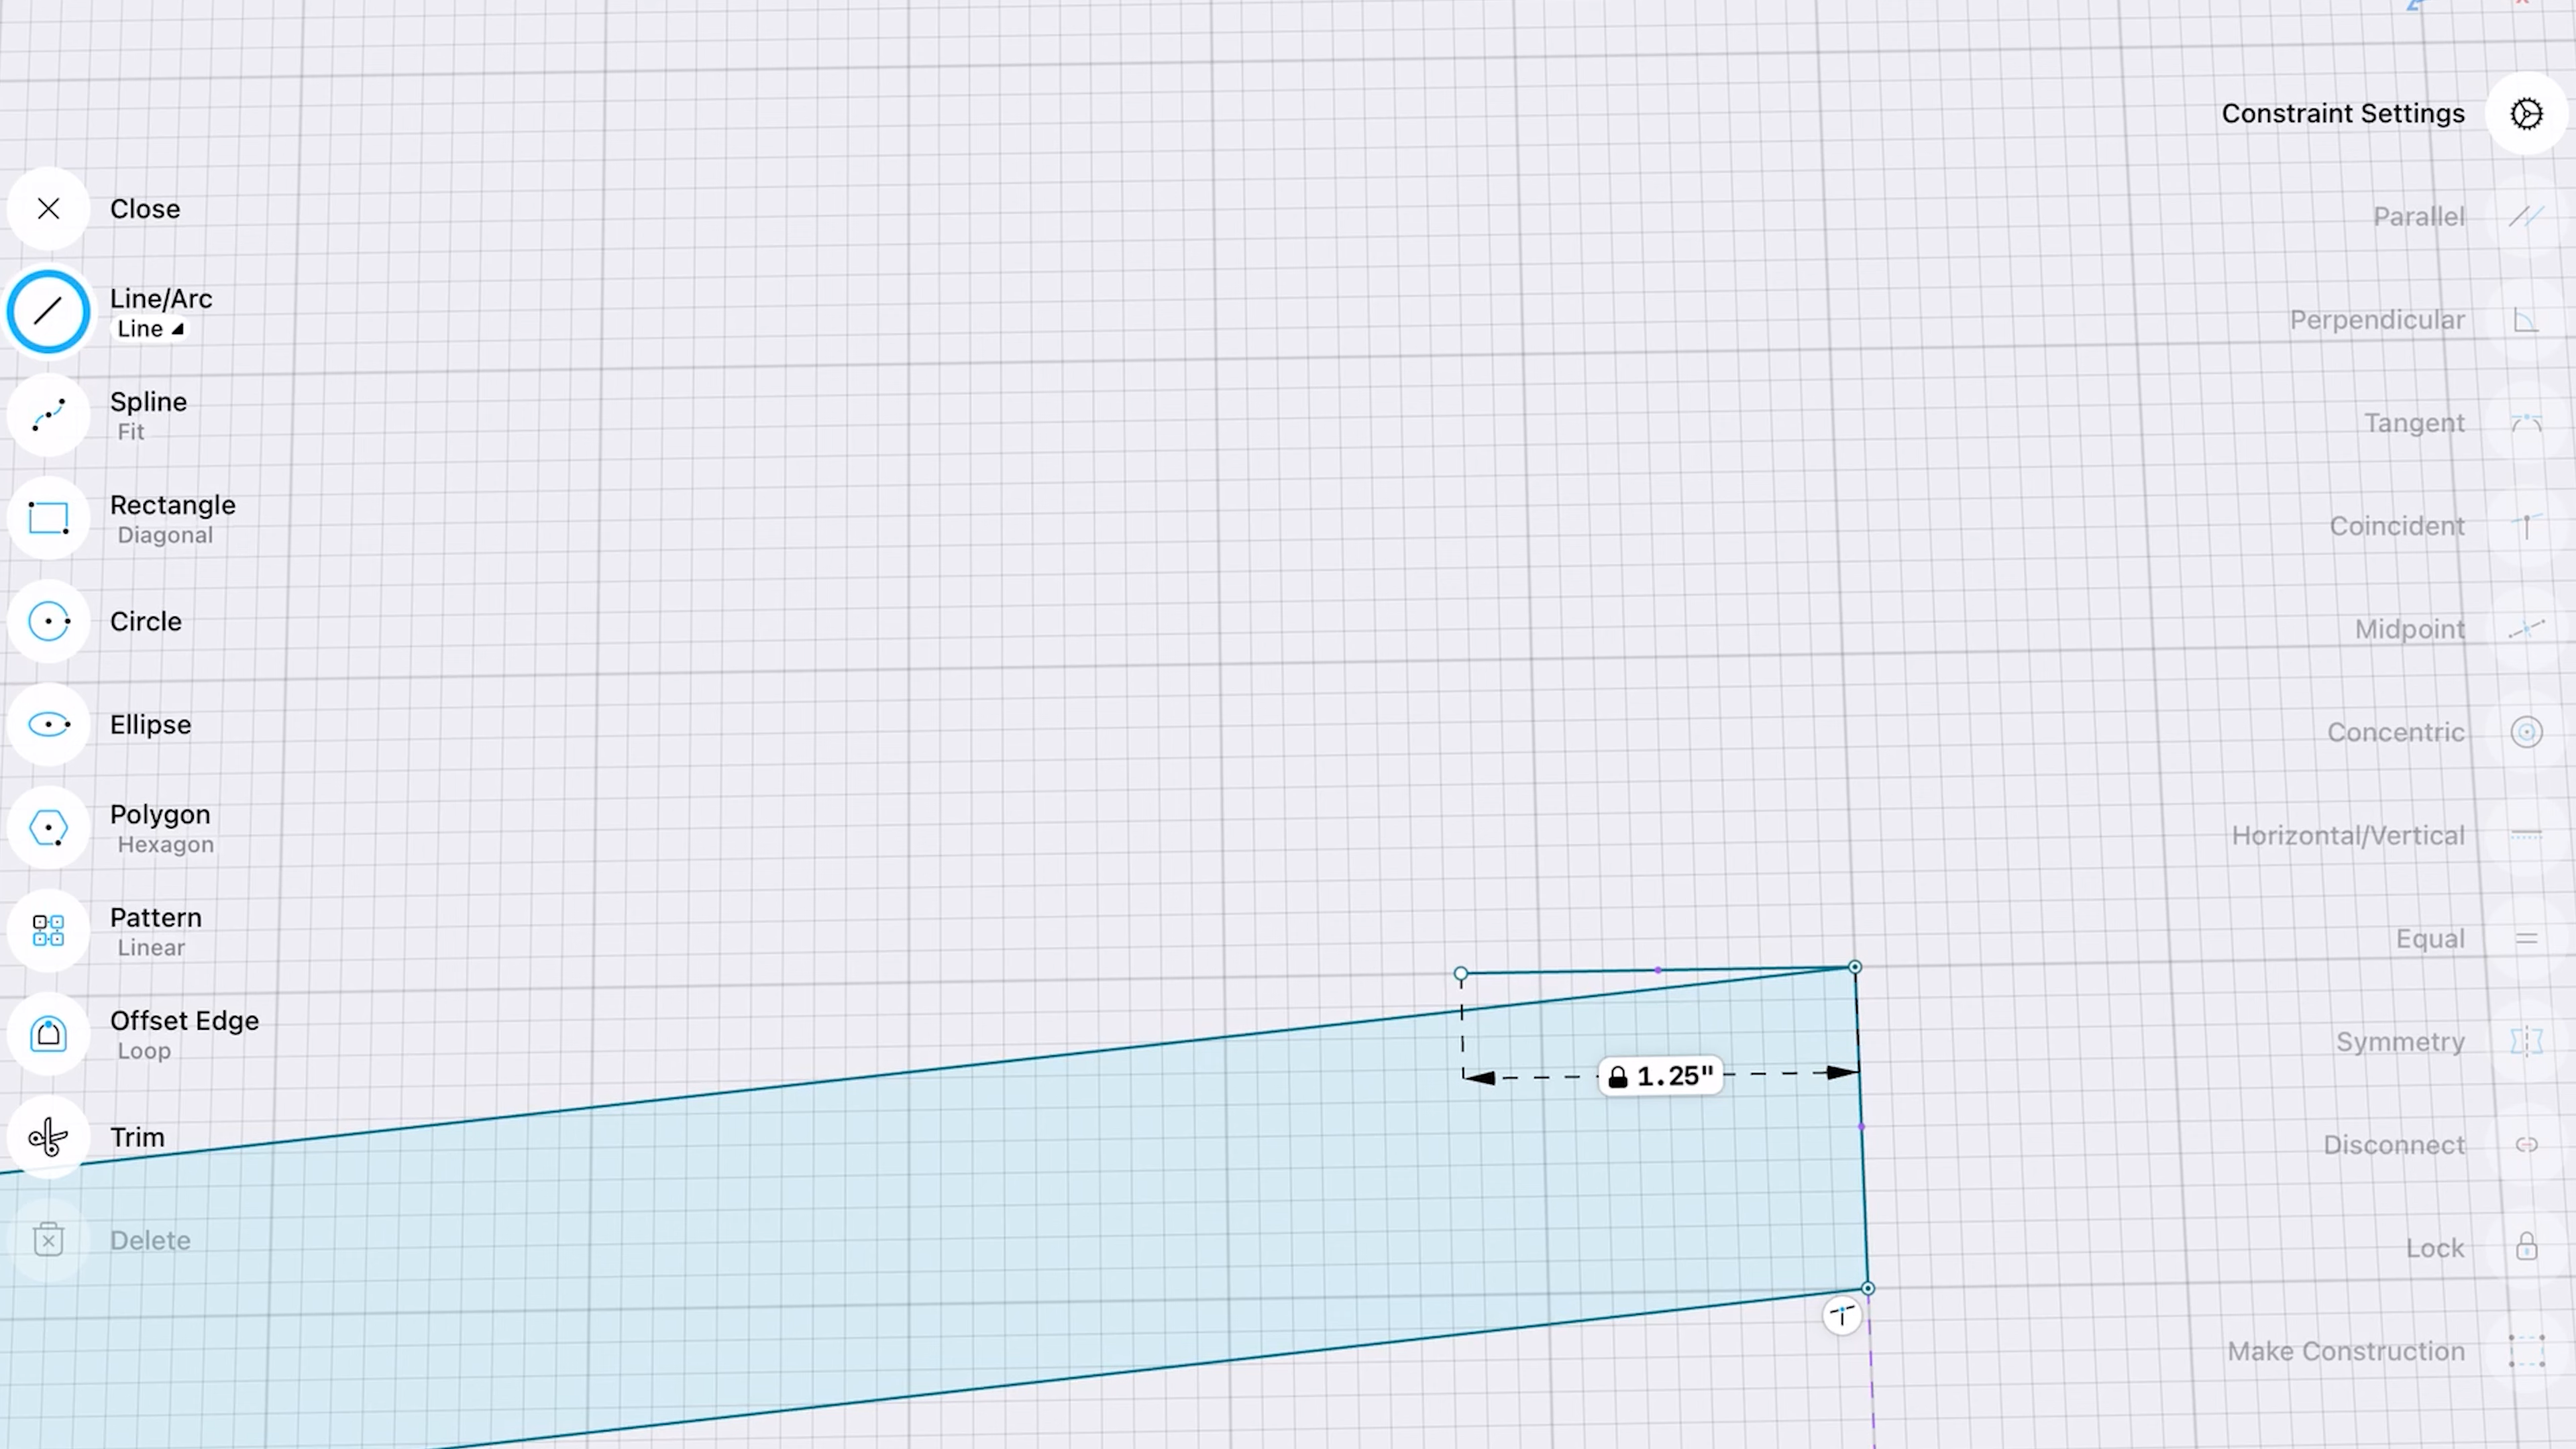 Close
Line/Arc
Line
Spline
Fit
Rectangle
Diagonal
Circle
Ellipse
Polygon
Hexagon
Pattern
Linear
Offset Edge
Loop
Trim
Delete
1.25"
Constraint Settings
Parallel
Perpendicular
Tangent
Coincident
Midpoint
Concentric
Horizontal/Vertical
Equal
Symmetry
Disconnect
Lock
Make Construction